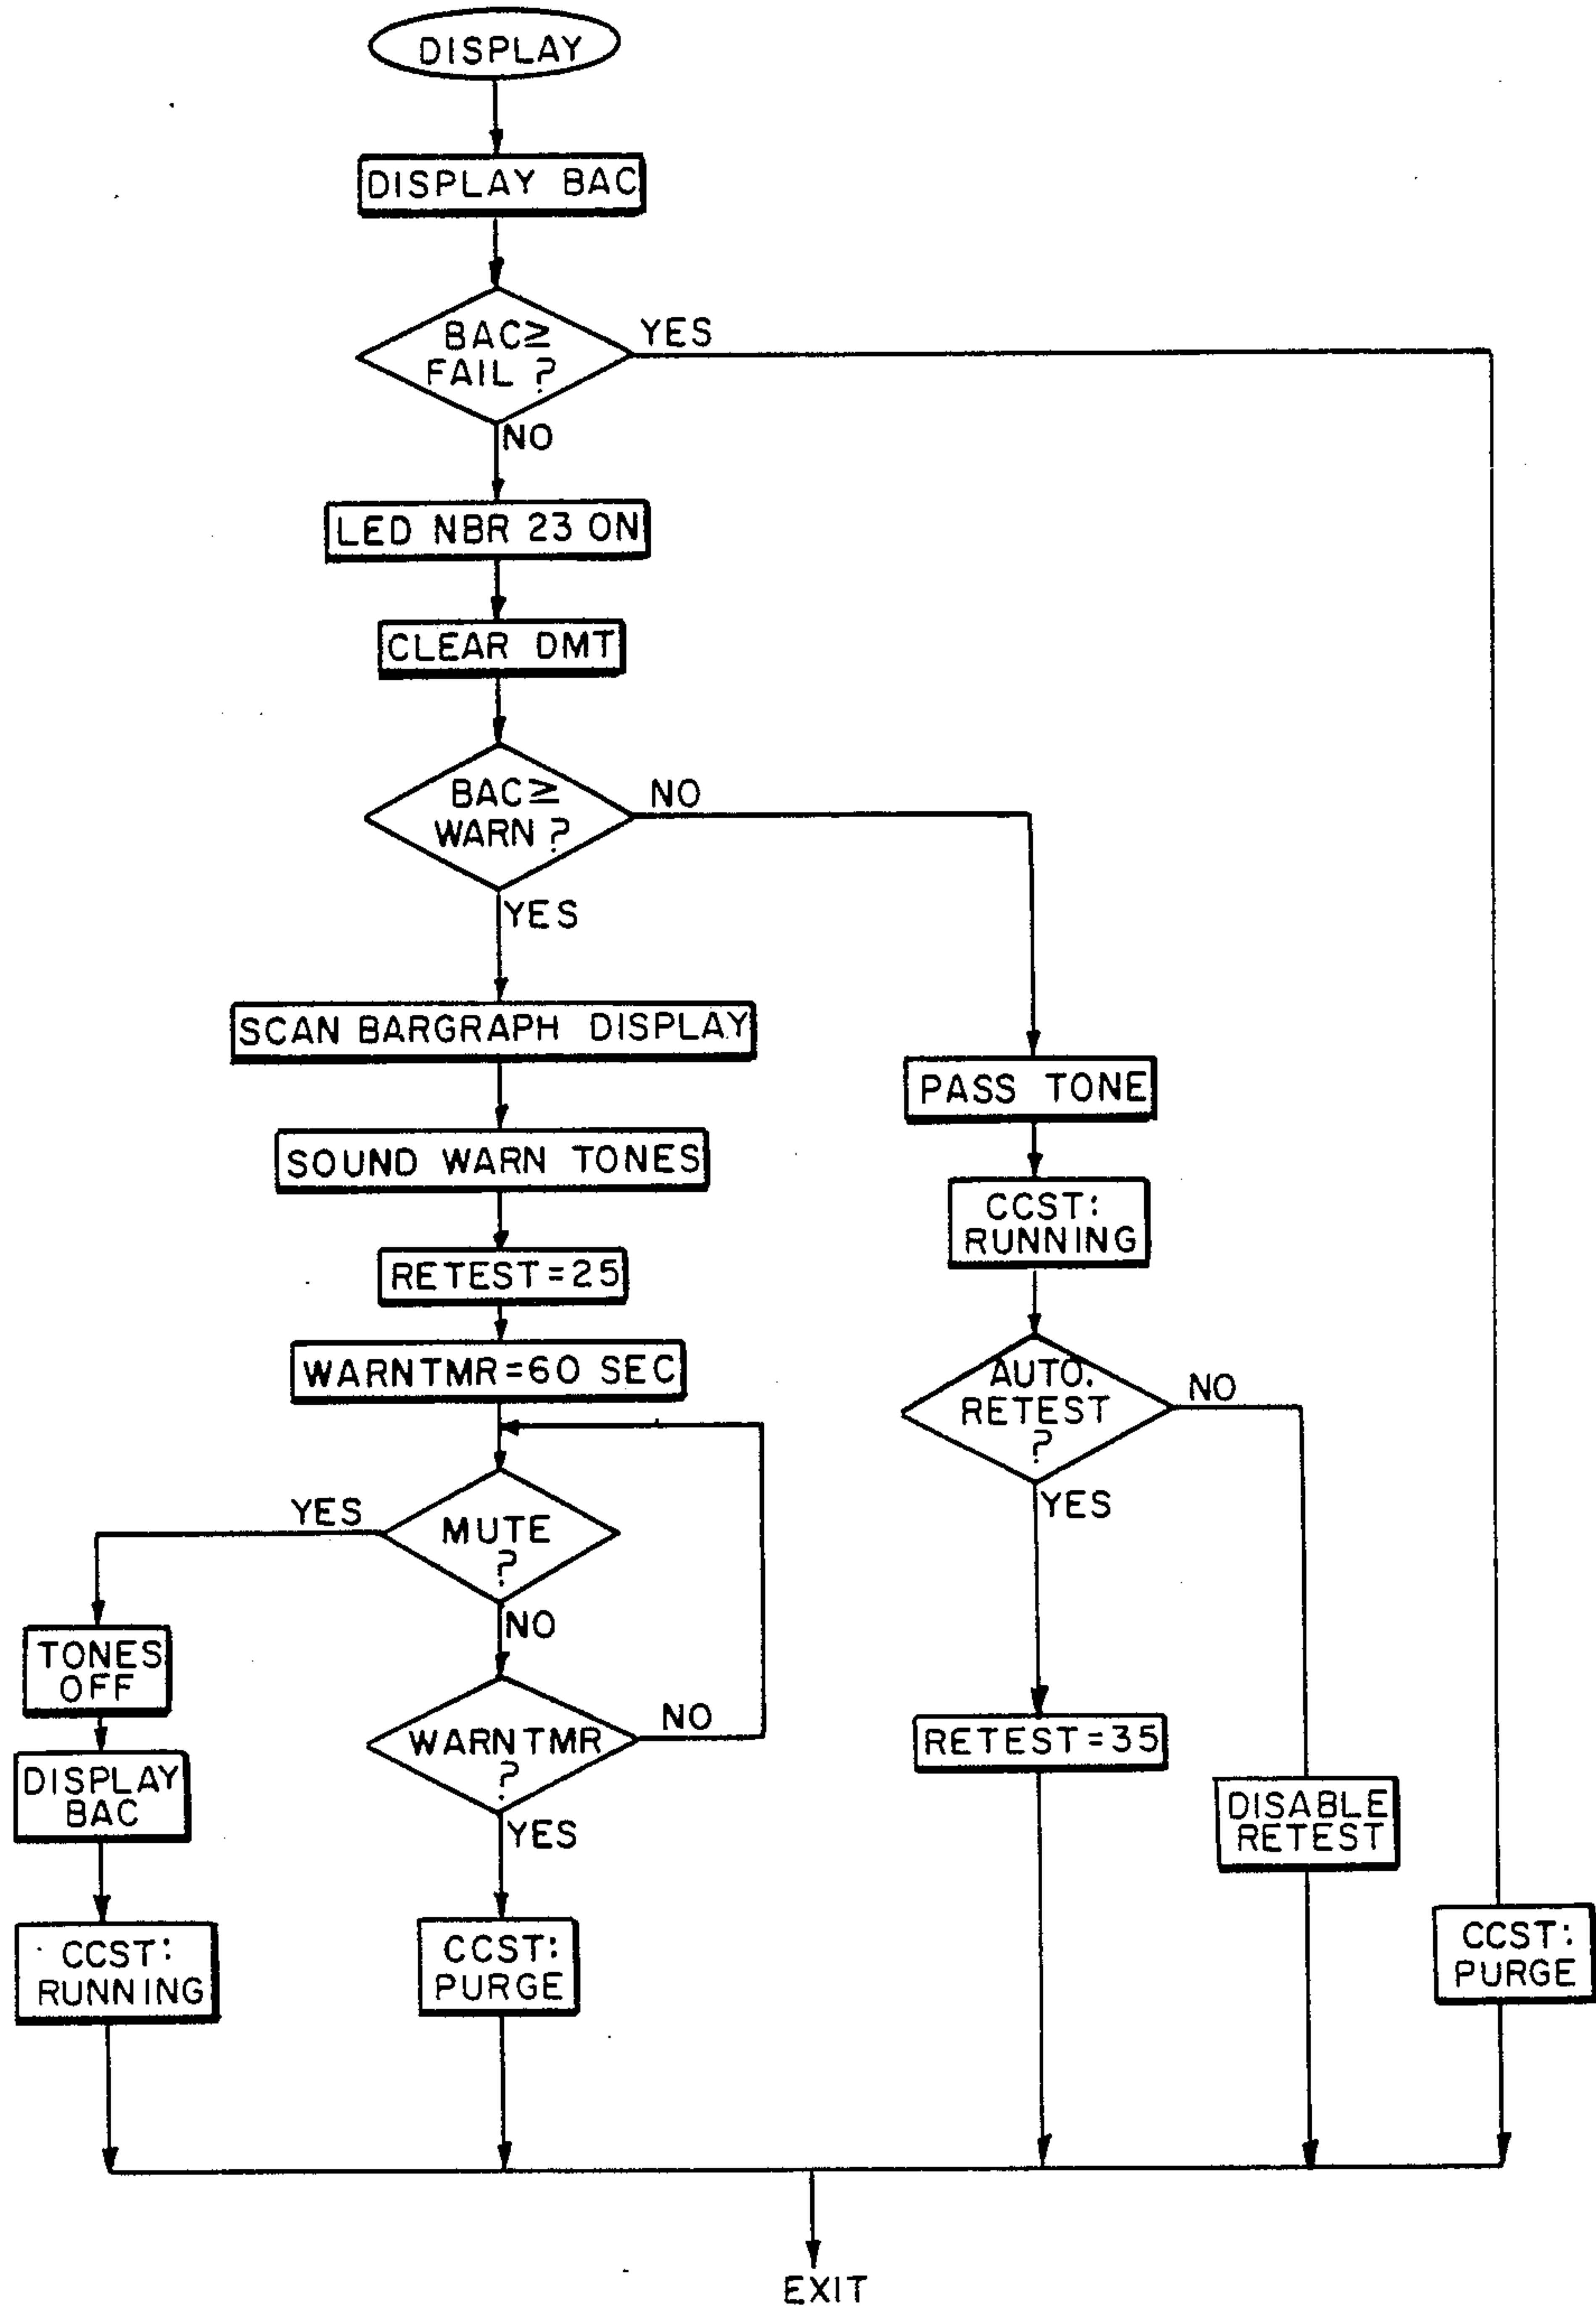 DISPLAY
DISPLAY BAC
BAC≥
FAIL ?
YES
NO
LED NBR 23 ON
CLEAR DMT
BAC≥
WARN ?
NO
YES
SCAN BARGRAPH DISPLAY
SOUND WARN TONES
RETEST=25
WARNTMR=60 SEC
MUTE
?
YES
NO
WARNTMR
?
NO
YES
TONES
OFF
DISPLAY
BAC
CCST:
RUNNING
CCST:
PURGE
PASS TONE
CCST:
RUNNING
AUTO.
RETEST
?
NO
YES
RETEST=35
DISABLE
RETEST
CCST:
PURGE
EXIT